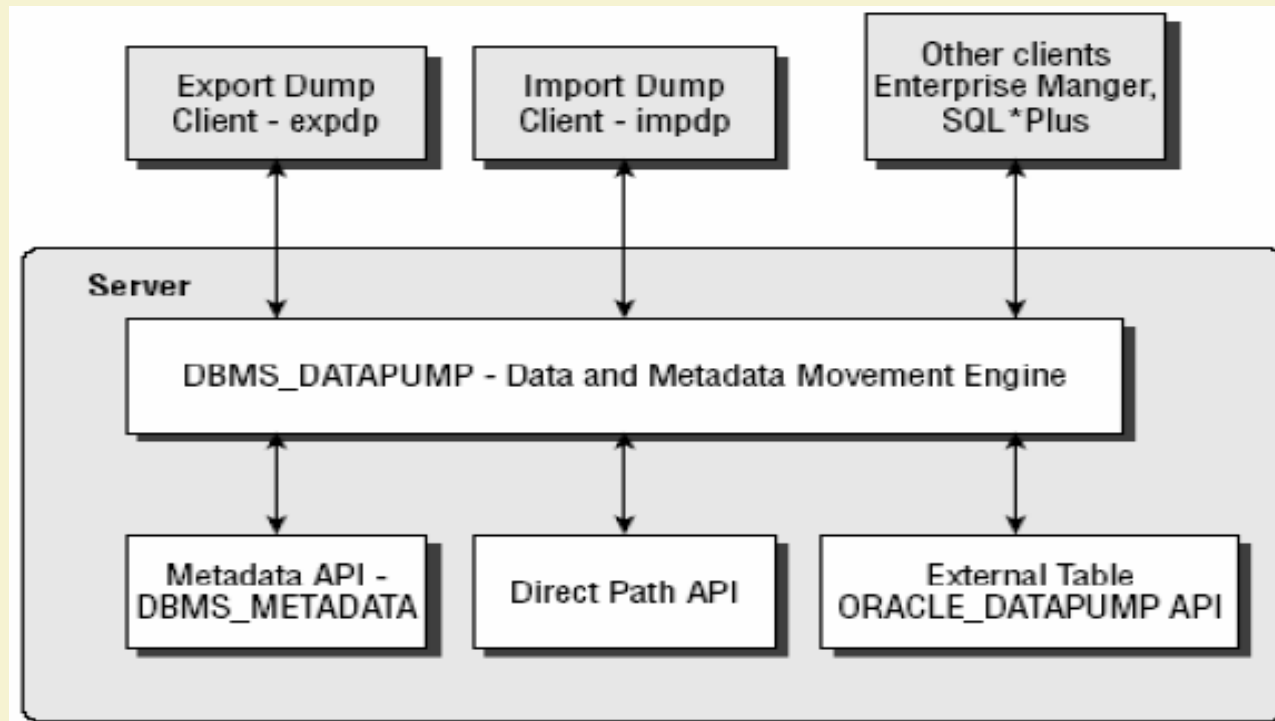 Export Dump
Client - expdp
Import Dump
Client - impdp
Other clients
Enterprise Manger,
SQL*Plus
Server
DBMS_DATAPUMP - Data and Metadata Movement Engine
Metadata API -
DBMS_METADATA
Direct Path API
External Table
ORACLE_DATAPUMP API